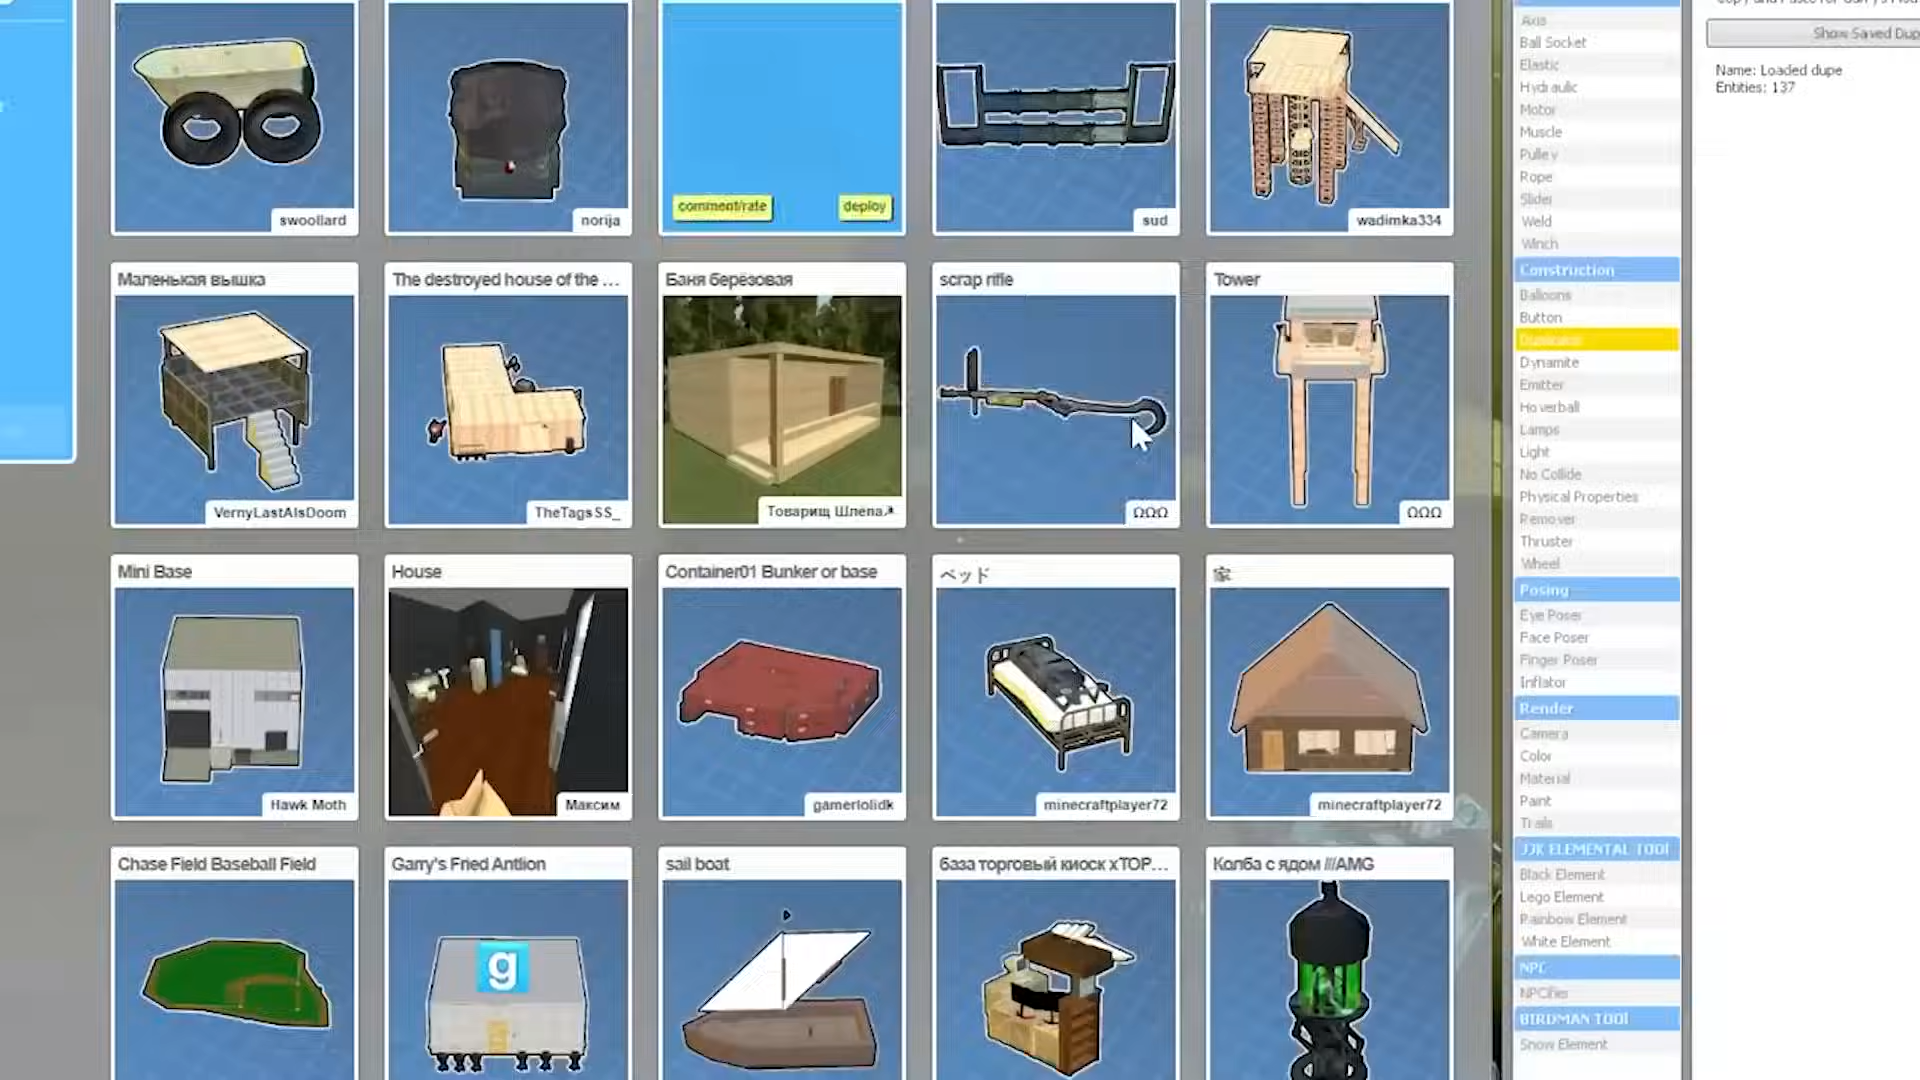 swoollard
norija
comment/rate
deploy
sud
wadimka334
Маленькая вышка
The destroyed house of the ...
Баня берёзовая
scrap rifle
Tower
VernyLastAlsDoom
TheTagsSS_
Товарищ Шлепа
ΩΩΩ
ΩΩΩ
Mini Base
House
Container01 Bunker or base
ベッド
家
Hawk Moth
Максим
gamerlolidk
minecraftplayer72
minecraftplayer72
Chase Field Baseball Field
Garry's Fried Antlion
sail boat
база торговый киоск xTOP...
Колба с ядом ///AMG
g
Axis
Ball Socket
Elastic
Hydraulic
Motor
Muscle
Pulley
Rope
Slider
Weld
Winch
Construction
Balloons
Button
Duplicator
Dynamite
Emitter
Hoverball
Lamps
Light
No Collide
Physical Properties
Remover
Thruster
Wheel
Posing
Eye Poser
Face Poser
Finger Poser
Inflator
Render
Camera
Color
Material
Paint
Trails
JJK ELEMENTAL TOOl
Black Element
Lego Element
Rainbow Element
White Element
NPC
NPCifier
BIRDMAN TOOl
Snow Element
Show Saved Dup
Name: Loaded dupe
Entities: 137